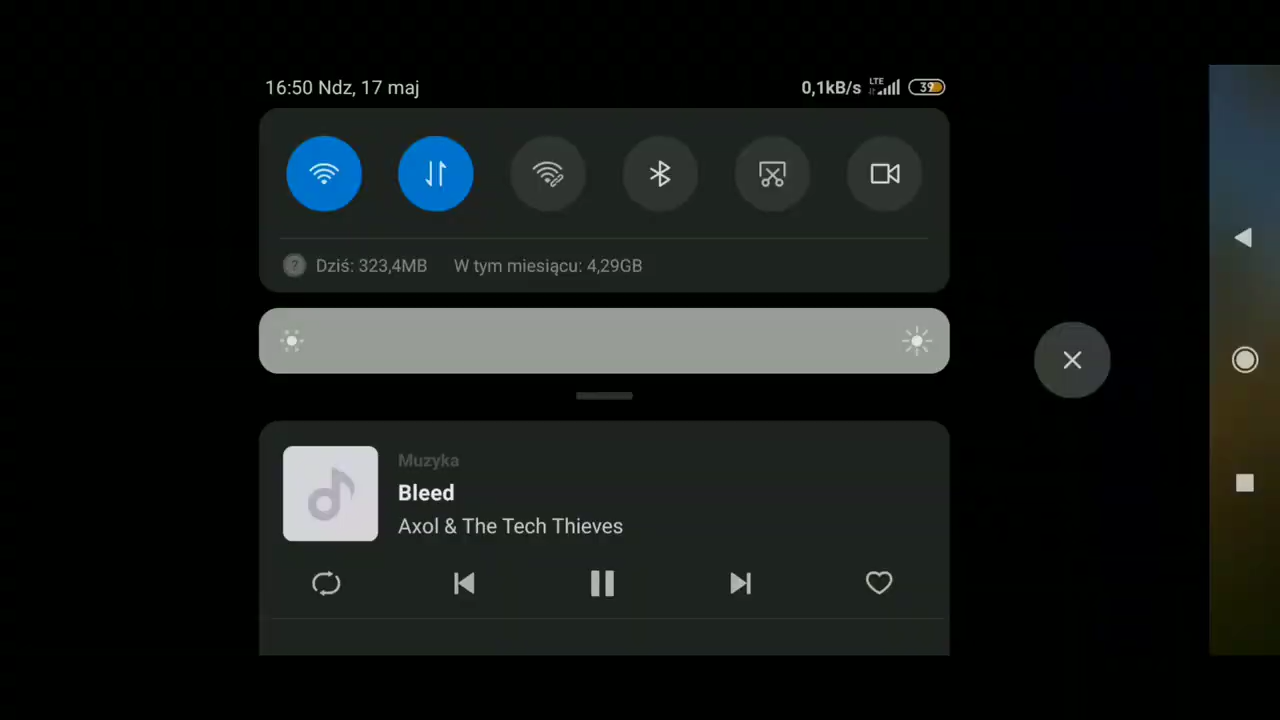 16:50 Ndz, 17 maj
0,1kB/s LTE 39
? Dziś: 323,4MB W tym miesiącu: 4,29GB
Muzyka
Bleed
Axol & The Tech Thieves